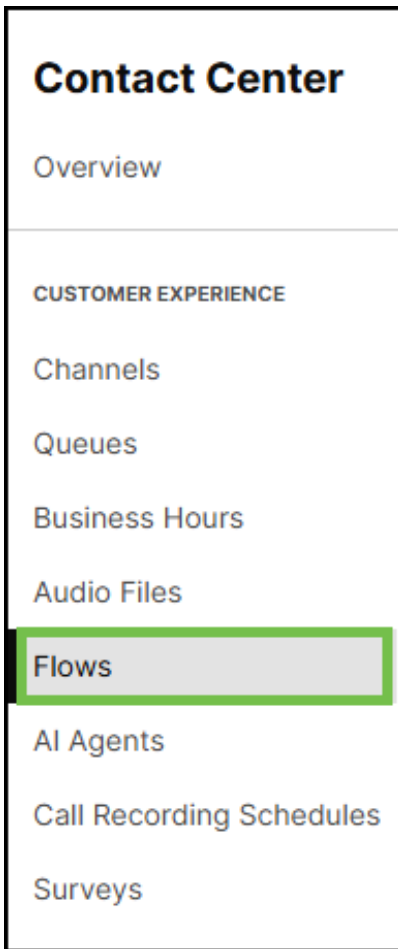 Contact Center
Overview
CUSTOMER EXPERIENCE
Channels
Queues
Business Hours
Audio Files
Flows
AI Agents
Call Recording Schedules
Surveys